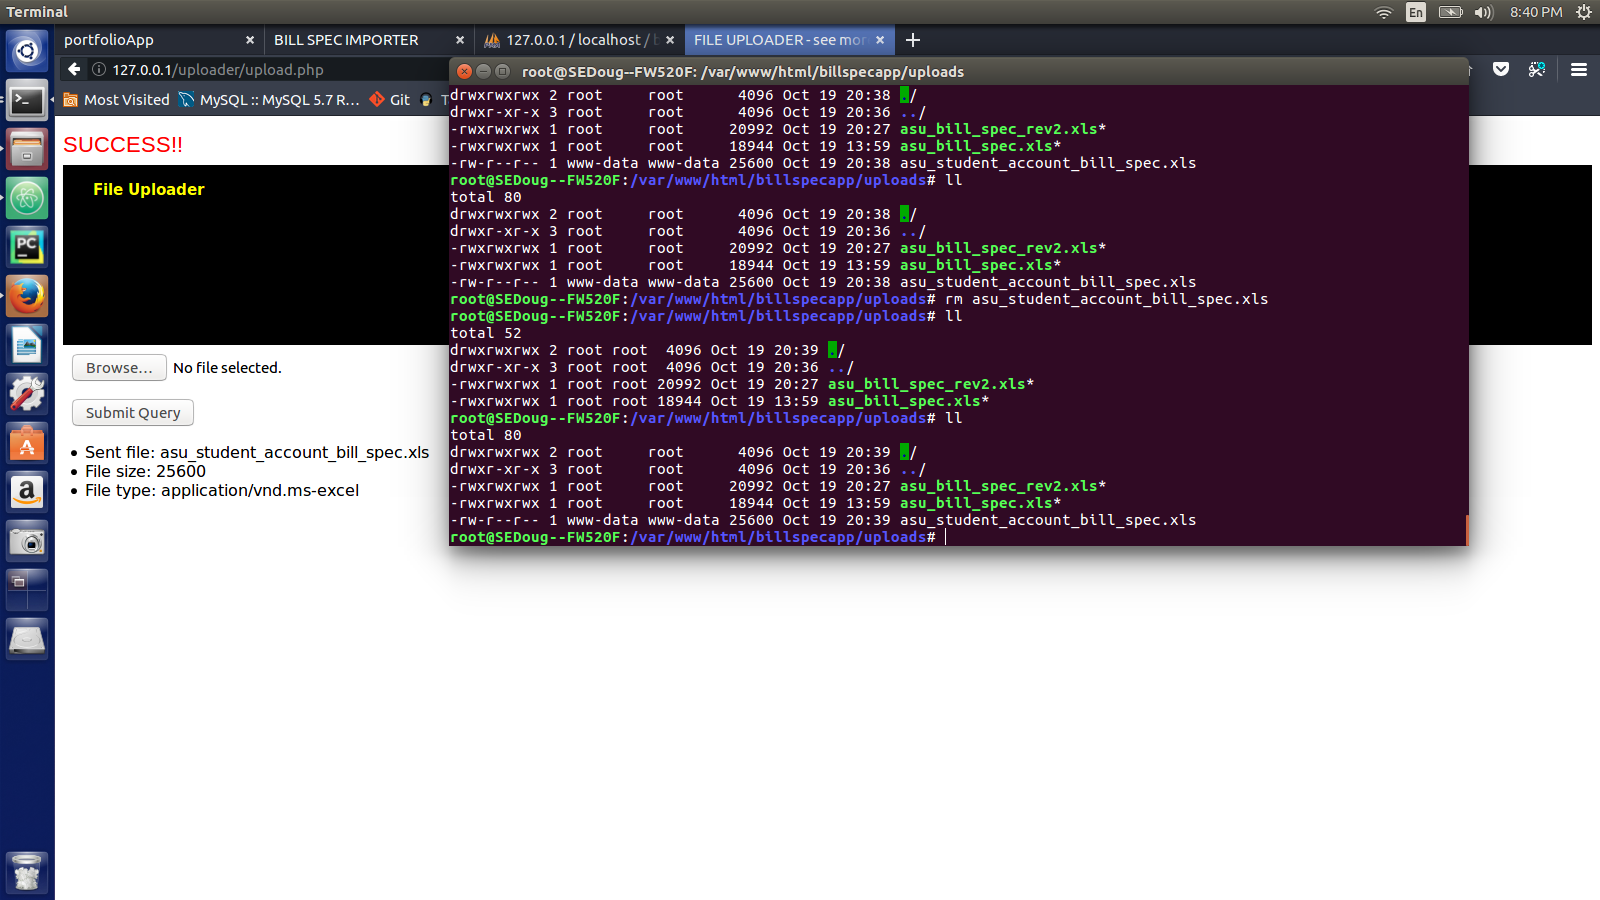 Terminal
En
8:40 PM
portfolioApp
BILL SPEC IMPORTER
127.0.0.1 / localhost /
FILE UPLOADER - see mor
127.0.0.1/uploader/upload.php
Most Visited
MySQL :: MySQL 5.7 R...
Git
SUCCESS!!
File Uploader
Browse...
No file selected.
Submit Query
• Sent file: asu_student_account_bill_spec.xls
• File size: 25600
• File type: application/vnd.ms-excel
root@SEDoug--FW520F: /var/www/html/billspecapp/uploads
drwxrwxrwx 2 root     root      4096 Oct 19 20:38 ./
drwxr-xr-x 3 root     root      4096 Oct 19 20:36 ../
-rwxrwxrwx 1 root     root     20992 Oct 19 20:27 asu_bill_spec_rev2.xls*
-rwxrwxrwx 1 root     root     18944 Oct 19 13:59 asu_bill_spec.xls*
-rw-r--r-- 1 www-data www-data 25600 Oct 19 20:38 asu_student_account_bill_spec.xls
root@SEDoug--FW520F:/var/www/html/billspecapp/uploads# ll
total 80
drwxrwxrwx 2 root     root      4096 Oct 19 20:38 ./
drwxr-xr-x 3 root     root      4096 Oct 19 20:36 ../
-rwxrwxrwx 1 root     root     20992 Oct 19 20:27 asu_bill_spec_rev2.xls*
-rwxrwxrwx 1 root     root     18944 Oct 19 13:59 asu_bill_spec.xls*
-rw-r--r-- 1 www-data www-data 25600 Oct 19 20:38 asu_student_account_bill_spec.xls
root@SEDoug--FW520F:/var/www/html/billspecapp/uploads# rm asu_student_account_bill_spec.xls
root@SEDoug--FW520F:/var/www/html/billspecapp/uploads# ll
total 52
drwxrwxrwx 2 root root  4096 Oct 19 20:39 ./
drwxr-xr-x 3 root root  4096 Oct 19 20:36 ../
-rwxrwxrwx 1 root root 20992 Oct 19 20:27 asu_bill_spec_rev2.xls*
-rwxrwxrwx 1 root root 18944 Oct 19 13:59 asu_bill_spec.xls*
root@SEDoug--FW520F:/var/www/html/billspecapp/uploads# ll
total 80
drwxrwxrwx 2 root     root      4096 Oct 19 20:39 ./
drwxr-xr-x 3 root     root      4096 Oct 19 20:36 ../
-rwxrwxrwx 1 root     root     20992 Oct 19 20:27 asu_bill_spec_rev2.xls*
-rwxrwxrwx 1 root     root     18944 Oct 19 13:59 asu_bill_spec.xls*
-rw-r--r-- 1 www-data www-data 25600 Oct 19 20:39 asu_student_account_bill_spec.xls
root@SEDoug--FW520F:/var/www/html/billspecapp/uploads#
PC